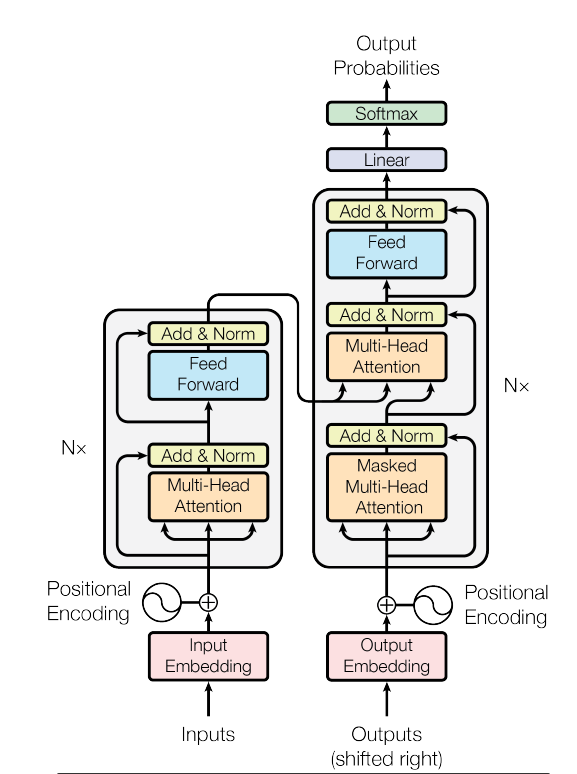 Output
Probabilities
Softmax
Linear
Add & Norm
Feed
Forward
Add & Norm
Multi-Head
Attention
Add & Norm
Masked
Multi-Head
Attention
N×
Add & Norm
Feed
Forward
Add & Norm
Multi-Head
Attention
N×
Positional
Encoding
Positional
Encoding
Input
Embedding
Output
Embedding
Inputs
Outputs
(shifted right)